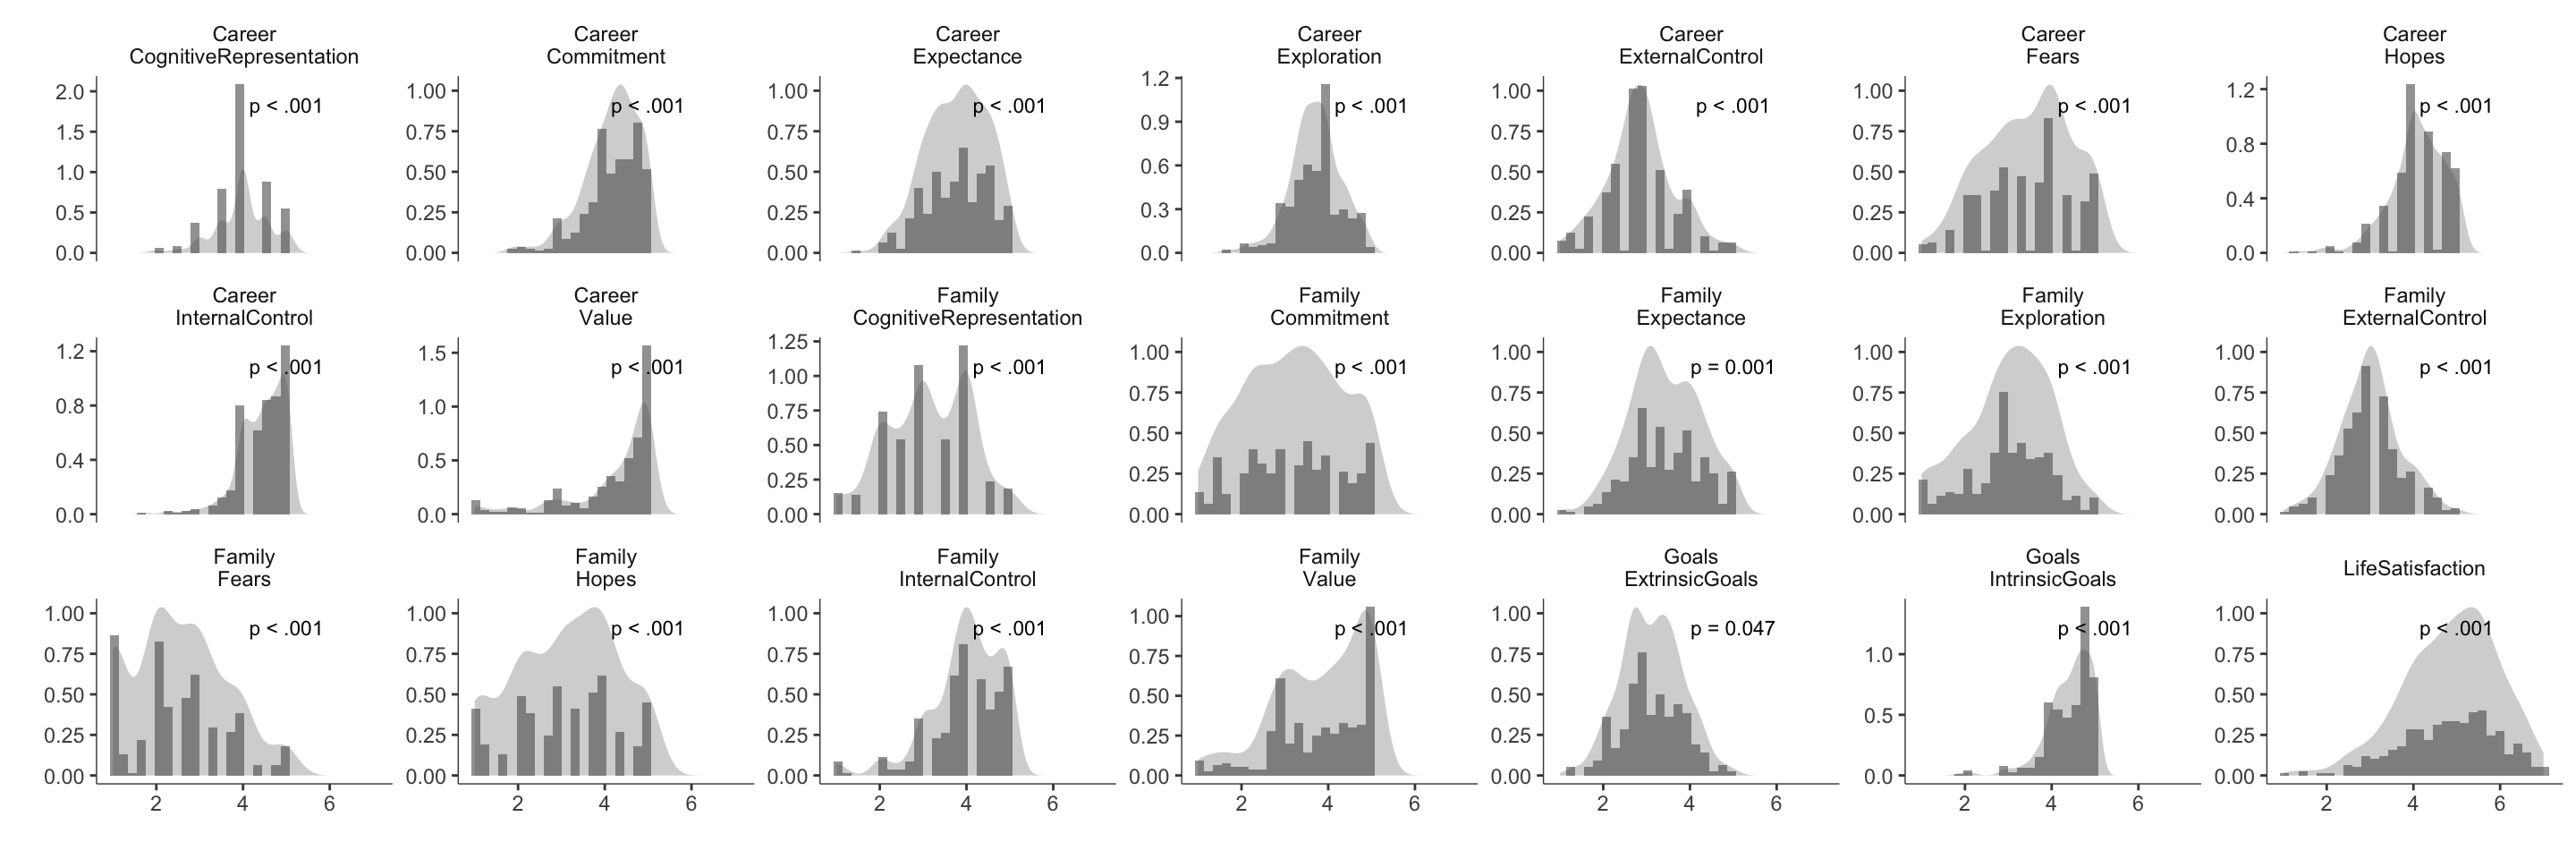 Career
CognitiveRepresentation
Career
Commitment
Career
Expectance
Career
Exploration
Career
ExternalControl
Career
Fears
Career
Hopes
2.0
1.5
1.0
0.5
0.0
p < .001
1.00
0.75
0.50
0.25
0.00
p < .001
1.00
0.75
0.50
0.25
0.00
p < .001
1.2
0.9
0.6
0.3
0.0
p < .001
1.00
0.75
0.50
0.25
0.00
p < .001
1.00
0.75
0.50
0.25
0.00
p < .001
1.2
0.8
0.4
0.0
p < .001
Career
InternalControl
Career
Value
Family
CognitiveRepresentation
Family
Commitment
Family
Expectance
Family
Exploration
Family
ExternalControl
1.2
0.8
0.4
0.0
p < .001
1.5
1.0
0.5
0.0
p < .001
1.25
1.00
0.75
0.50
0.25
0.00
p < .001
1.00
0.75
0.50
0.25
0.00
p < .001
1.00
0.75
0.50
0.25
0.00
p = 0.001
1.00
0.75
0.50
0.25
0.00
p < .001
1.00
0.75
0.50
0.25
0.00
p < .001
Family
Fears
Family
Hopes
Family
InternalControl
Family
Value
Goals
ExtrinsicGoals
Goals
IntrinsicGoals
LifeSatisfaction
1.00
0.75
0.50
0.25
0.00
p < .001
1.00
0.75
0.50
0.25
0.00
p < .001
1.00
0.75
0.50
0.25
0.00
p < .001
1.00
0.75
0.50
0.25
0.00
p < .001
1.00
0.75
0.50
0.25
0.00
p = 0.047
1.0
0.5
0.0
p < .001
1.00
0.75
0.50
0.25
0.00
p < .001
2 4 6
2 4 6
2 4 6
2 4 6
2 4 6
2 4 6
2 4 6